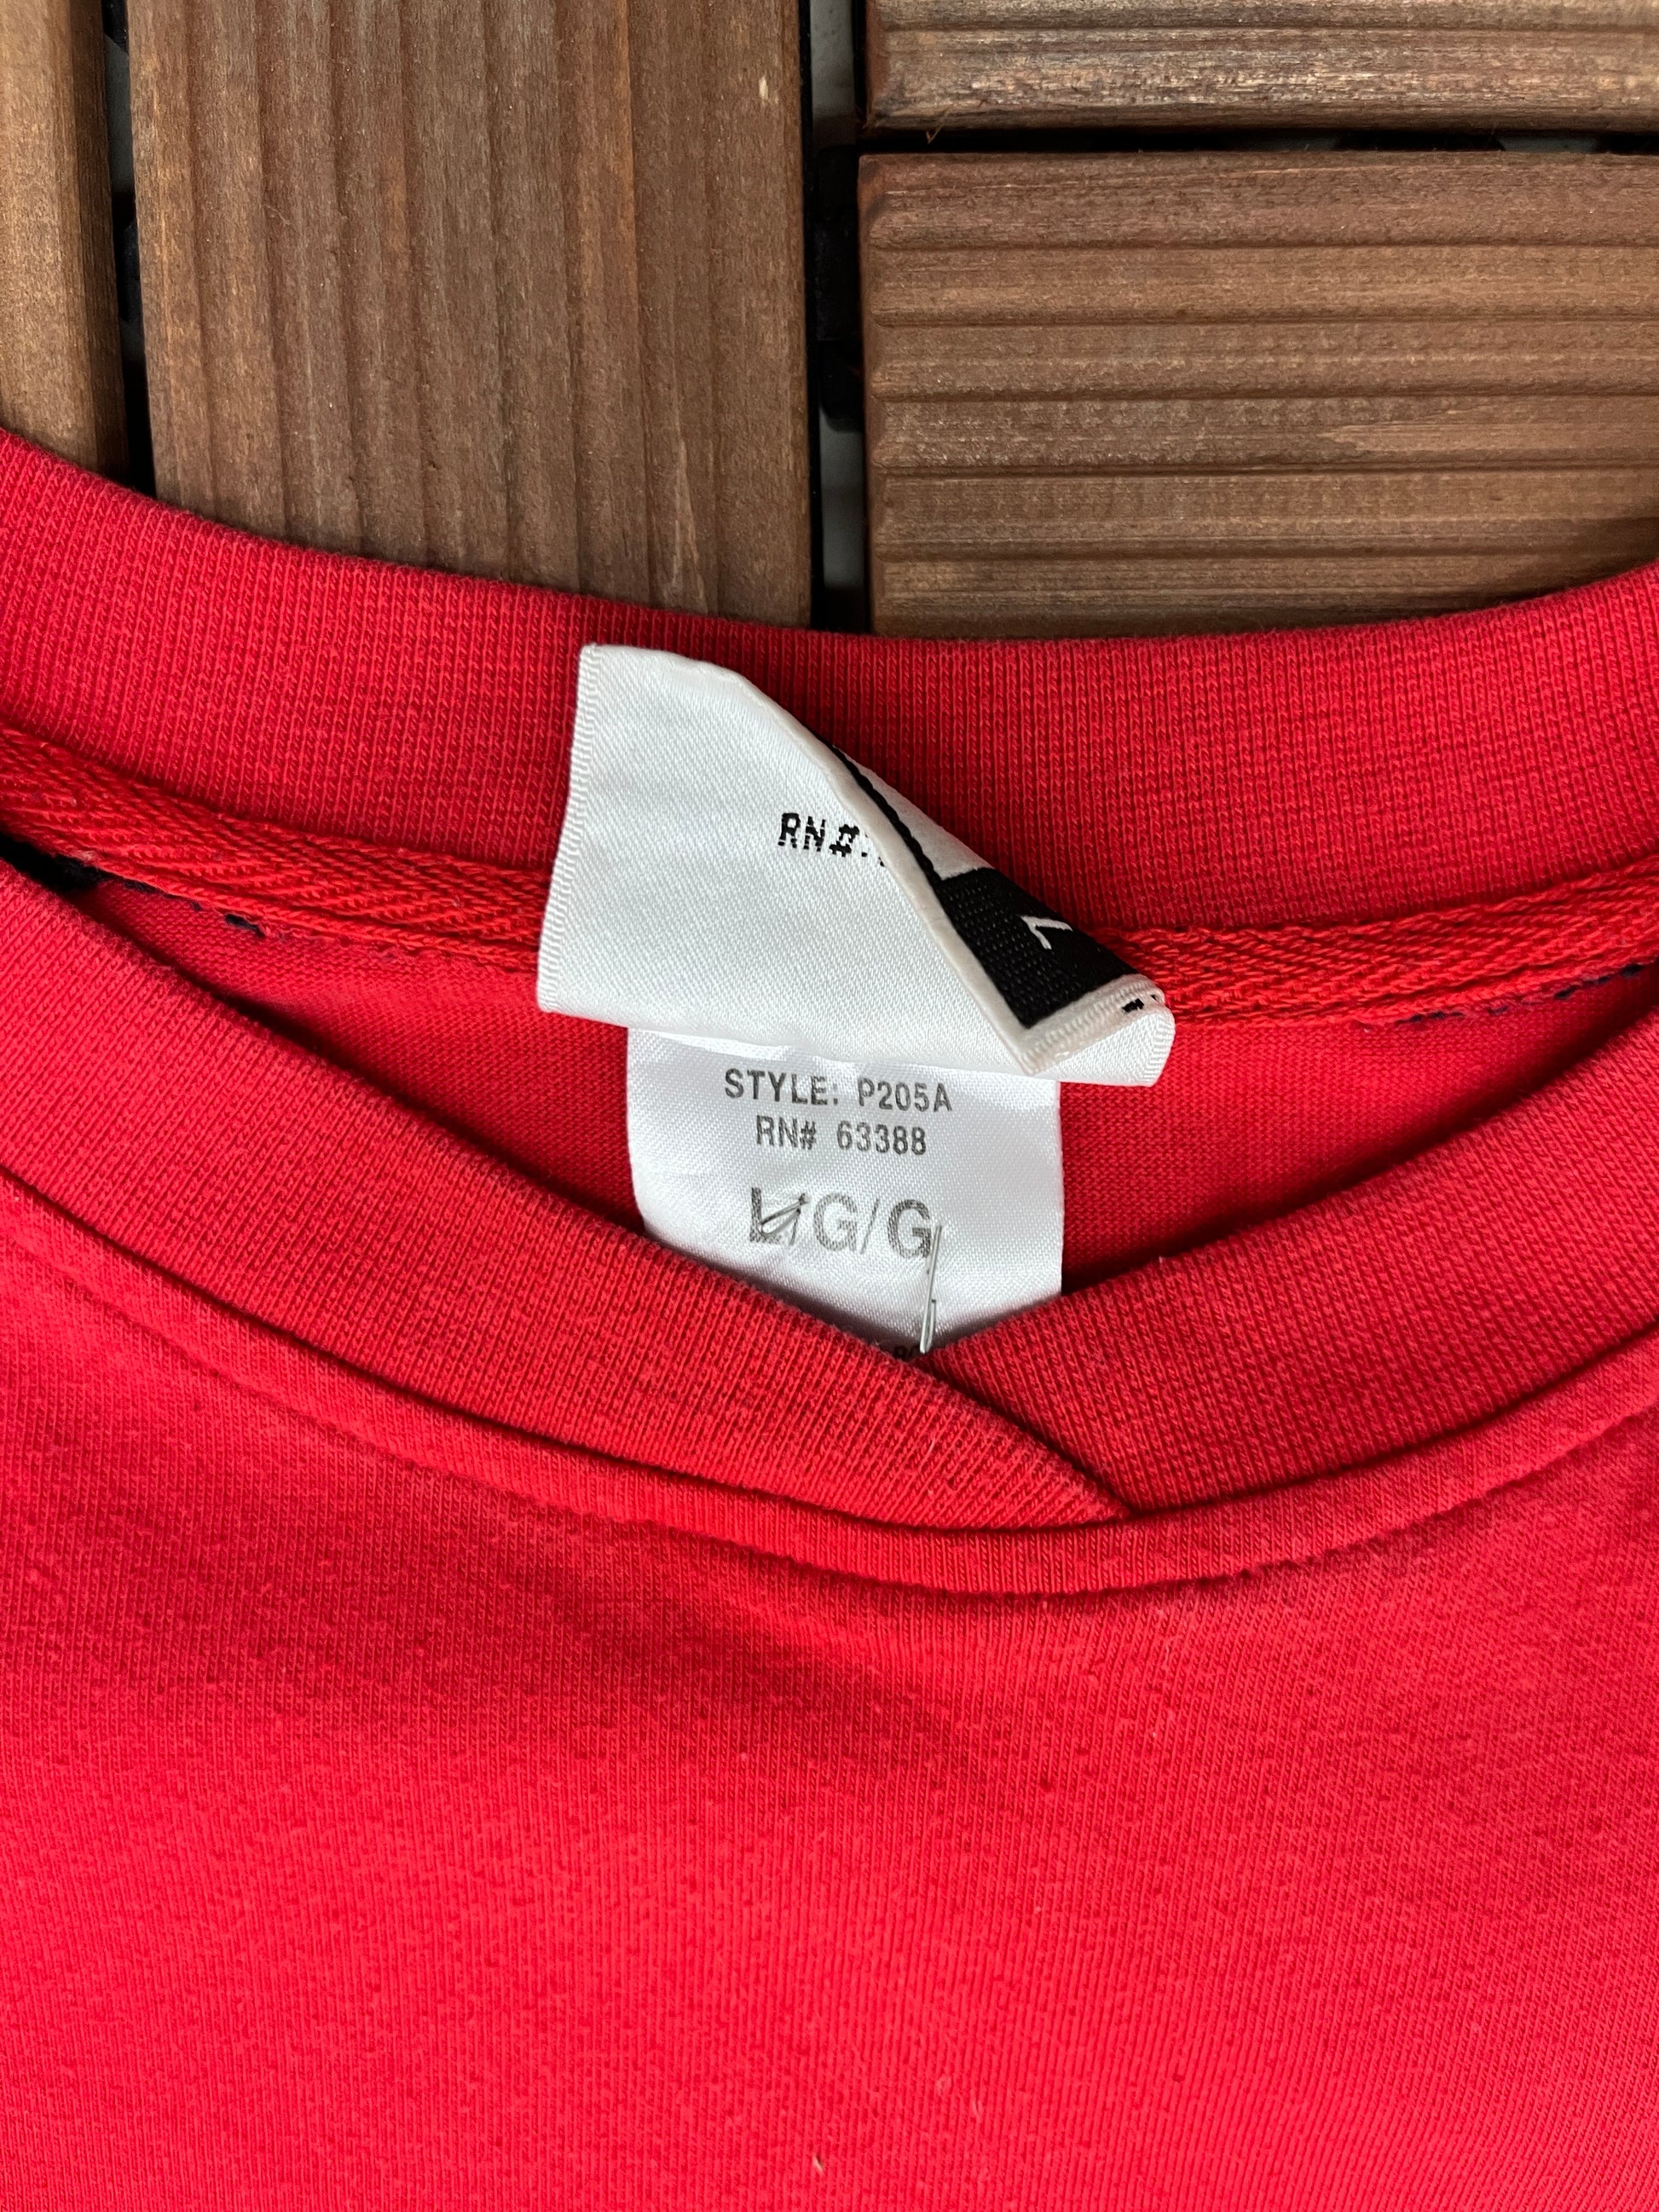 RN#:
STYLE: P205A
RN# 63388
L/G/G